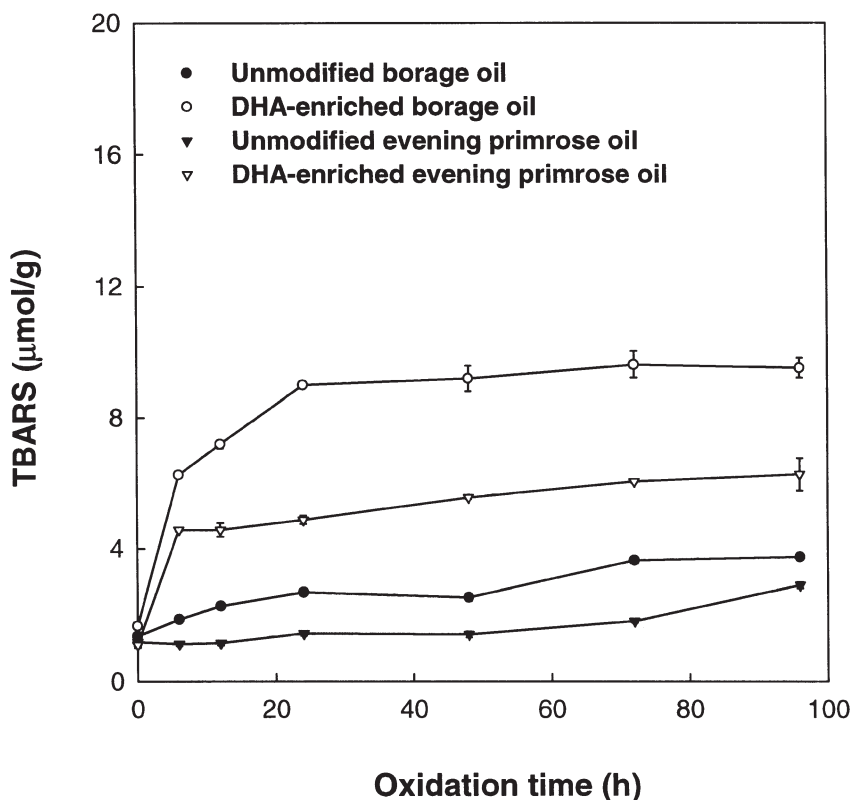 20
16
12
8
4
0
TBARS (μmol/g)
Unmodified borage oil
DHA-enriched borage oil
Unmodified evening primrose oil
DHA-enriched evening primrose oil
0 20 40 60 80 100
Oxidation time (h)